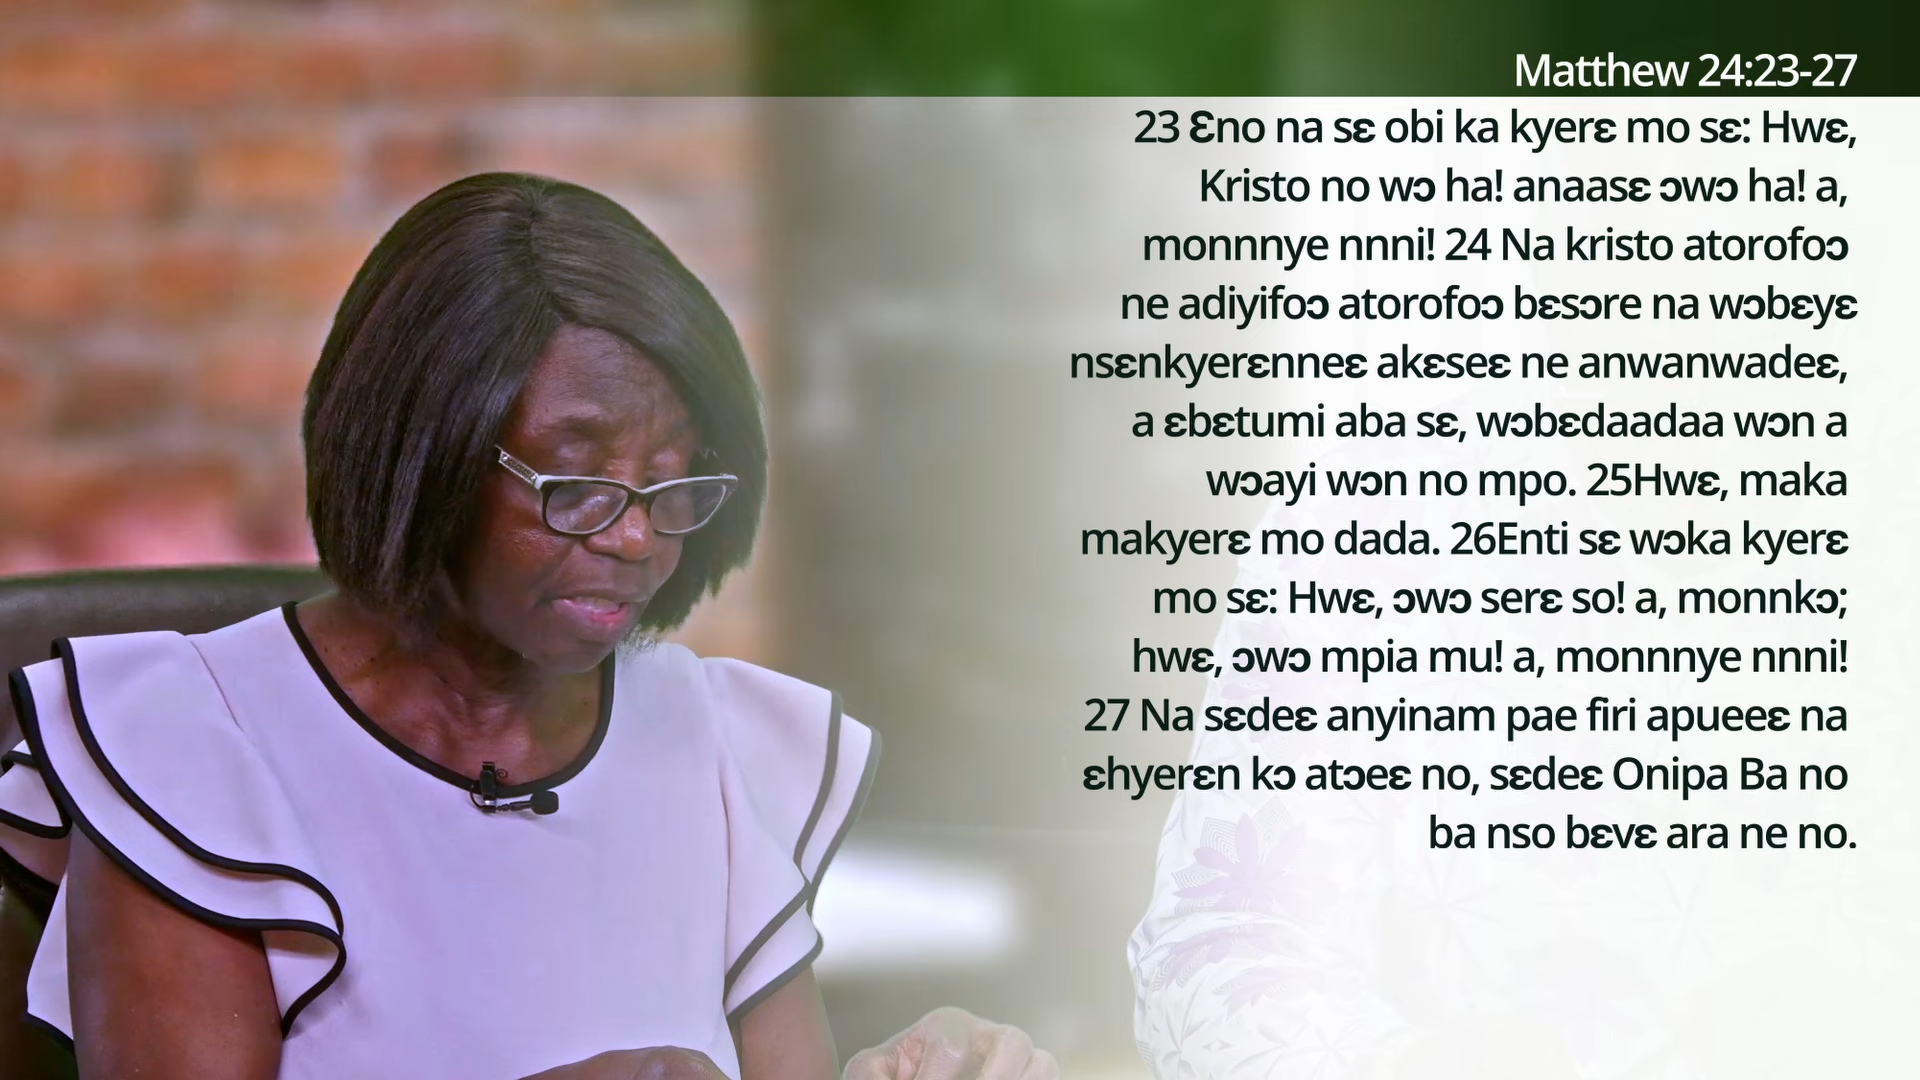 Matthew 24:23-27
23 Ɛno na sɛ obi ka kyerɛ mo sɛ: Hwɛ,
Kristo no wɔ ha! anaasɛ ɔwɔ ha! a,
monnnye nnni! 24 Na kristo atorofoɔ
ne adiyifoɔ atorofoɔ bɛsɔre na wɔbɛyɛ
nsɛnkyerɛnneɛ akɛseɛ ne anwanwadeɛ,
a ɛbɛtumi aba sɛ, wɔbɛdaadaa wɔn a
wɔayi wɔn no mpo. 25Hwɛ, maka
makyerɛ mo dada. 26Enti sɛ wɔka kyerɛ
mo sɛ: Hwɛ, ɔwɔ serɛ so! a, monnkɔ;
hwɛ, ɔwɔ mpia mu! a, monnnye nnni!
27 Na sɛdeɛ anyinam pae firi apueeɛ na
ɛhyerɛn kɔ atɔeɛ no, sɛdeɛ Onipa Ba no
ba nso bɛvɛ ara ne no.